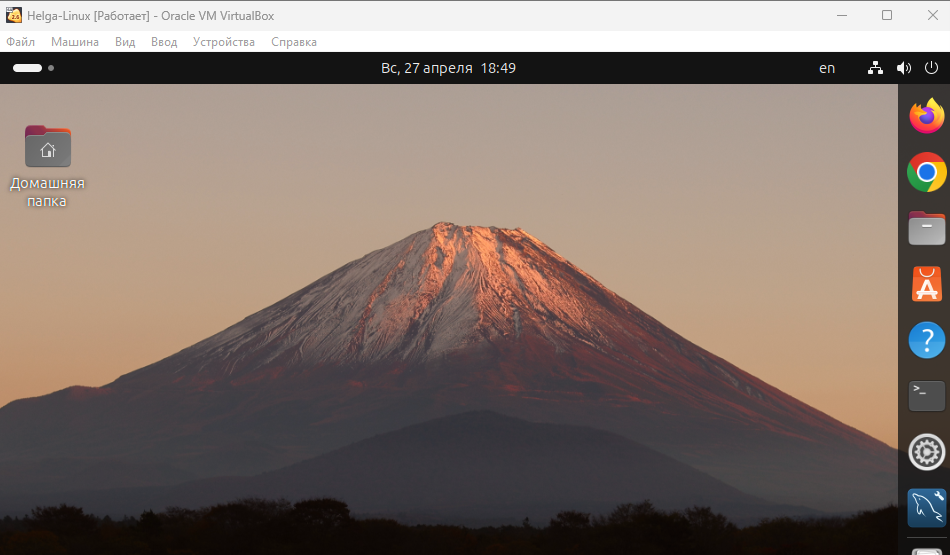 Helga-Linux [Работает] - Oracle VM VirtualBox
Файл Машина Вид Ввод Устройства Справка
Вс, 27 апреля 18:49 en
Домашняя
папка